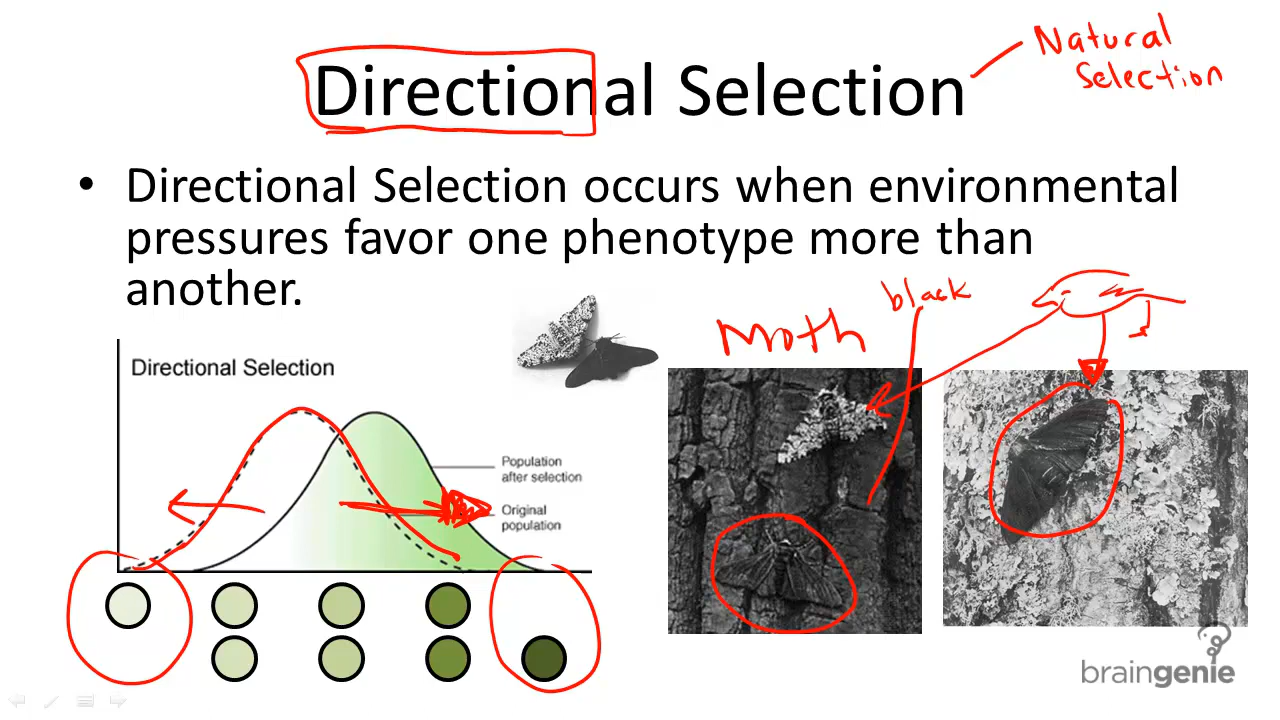 Natural
Selection
Directional Selection
• Directional Selection occurs when environmental
pressures favor one phenotype more than
another.
black
Moth
Directional Selection
Population
after selection
Original
population
braingenie